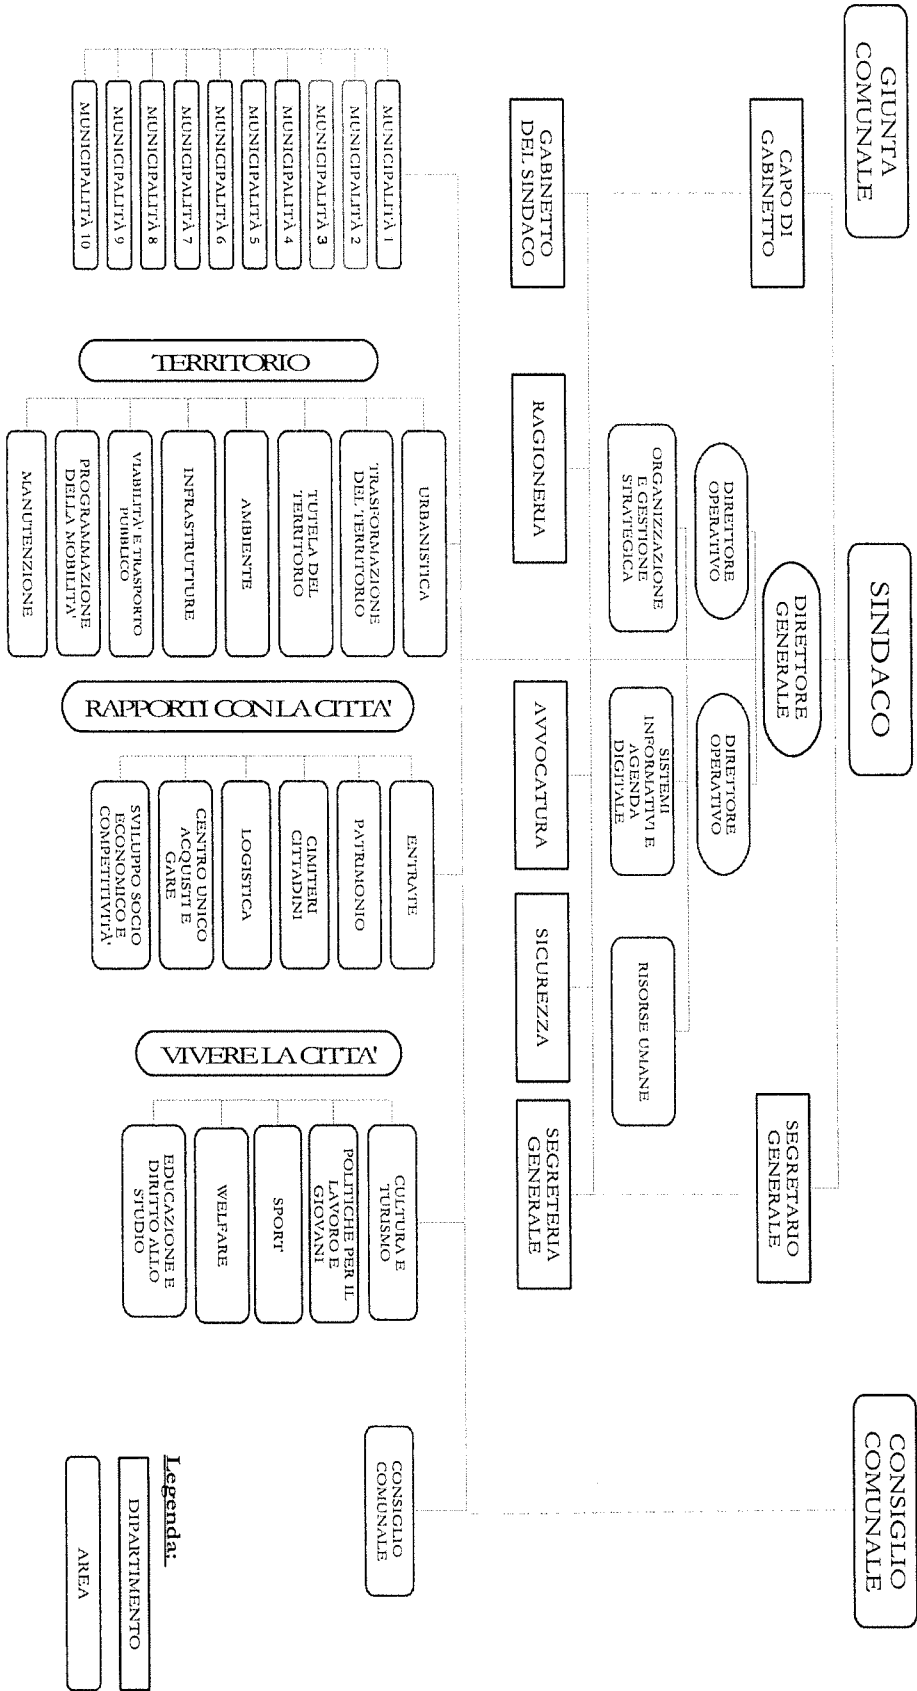 GIUNTA
COMUNALE
SINDACO
CONSIGLIO
COMUNALE
CAPO DI
GABINETTO
DIRETTORE
GENERALE
SEGRETARIO
GENERALE
DIRETTORE
OPERATIVO
DIRETTORE
OPERATIVO
ORGANIZZAZIONE
E GESTIONE
STRATEGICA
SISTEMI
INFORMATIVI E
AGENDA
DIGITALE
RISORSE UMANE
GABINETTO
DEL SINDACO
RAGIONERIA
AVVOCATURA
SICUREZZA
SEGRETERIA
GENERALE
MUNICIPALITÀ 1
MUNICIPALITÀ 2
MUNICIPALITÀ 3
MUNICIPALITÀ 4
MUNICIPALITÀ 5
MUNICIPALITÀ 6
MUNICIPALITÀ 7
MUNICIPALITÀ 8
MUNICIPALITÀ 9
MUNICIPALITÀ 10
TERRITORIO
URBANISTICA
TRASFORMAZIONE
DEL TERRITORIO
TUTELA DEL
TERRITORIO
AMBIENTE
INFRASTRUTTURE
VIABILITA' E TRASPORTO
PUBBLICO
PROGRAMMAZIONE
DELLA MOBILITA'
MANUTENZIONE
RAPPORTI CON LA CITTA'
ENTRATE
PATRIMONIO
CIMITERI
CITTADINI
LOGISTICA
CENTRO UNICO
ACQUISTI E
GARE
SVILUPPO SOCIO
ECONOMICO E
COMPETITIVITA'
VIVERE LA CITTA'
CULTURA E
TURISMO
POLITICHE PER IL
LAVORO E
GIOVANI
SPORT
WELFARE
EDUCAZIONE E
DIRITTO ALLO
STUDIO
CONSIGLIO
COMUNALE
Legenda:
DIPARTIMENTO
AREA